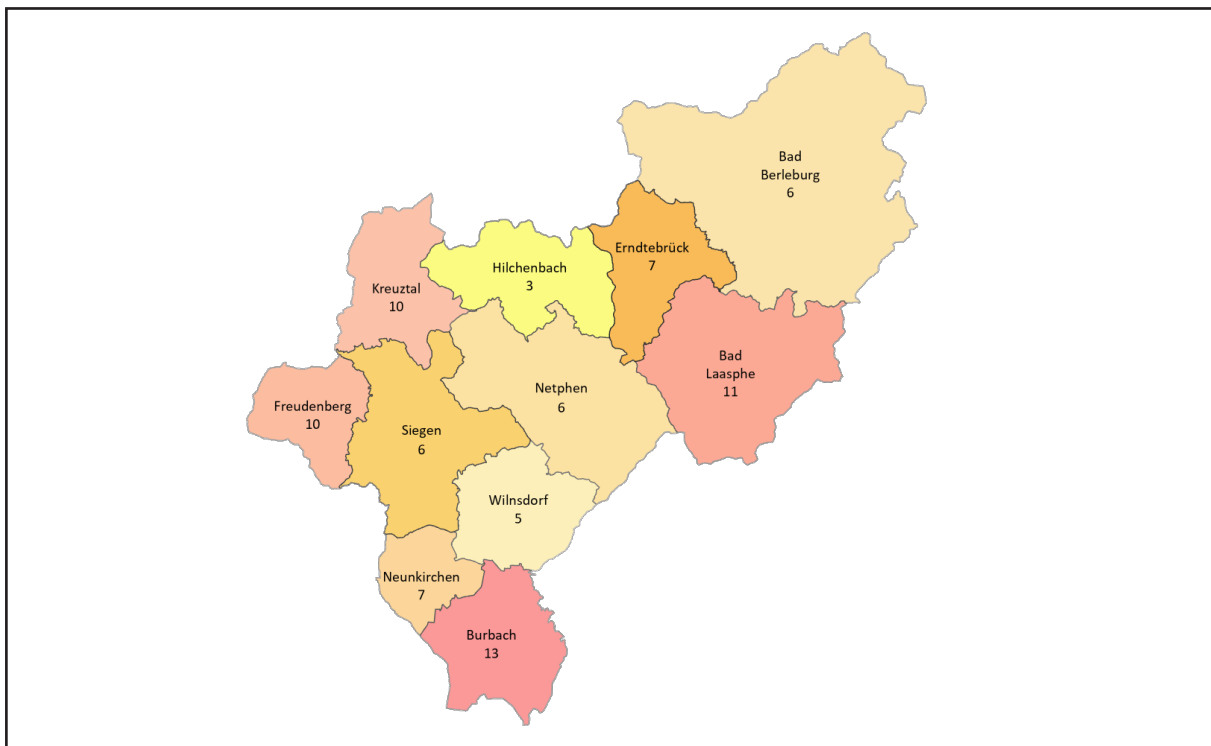 Bad
Berleburg
6
Erndtebrück
7
Hilchenbach
3
Kreuztal
10
Bad
Laasphe
11
Netphen
6
Freudenberg
10
Siegen
6
Wilnsdorf
5
Neunkirchen
7
Burbach
13